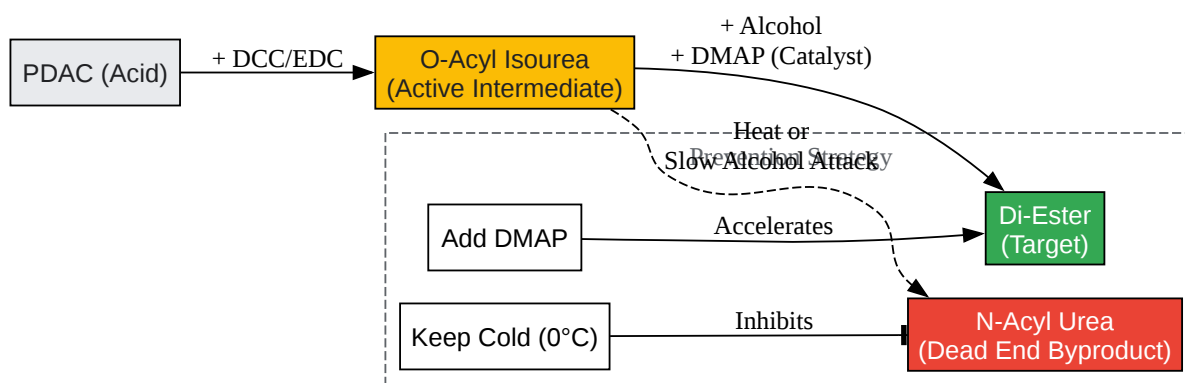 PDAC (Acid)
+ DCC/EDC
O-Acyl Isourea
(Active Intermediate)
+ Alcohol
+ DMAP (Catalyst)
Heat or
Slow Alcohol Attack
Prevention Strategy
Add DMAP
Accelerates
Di-Ester
(Target)
Keep Cold (0°C)
Inhibits
N-Acyl Urea
(Dead End Byproduct)